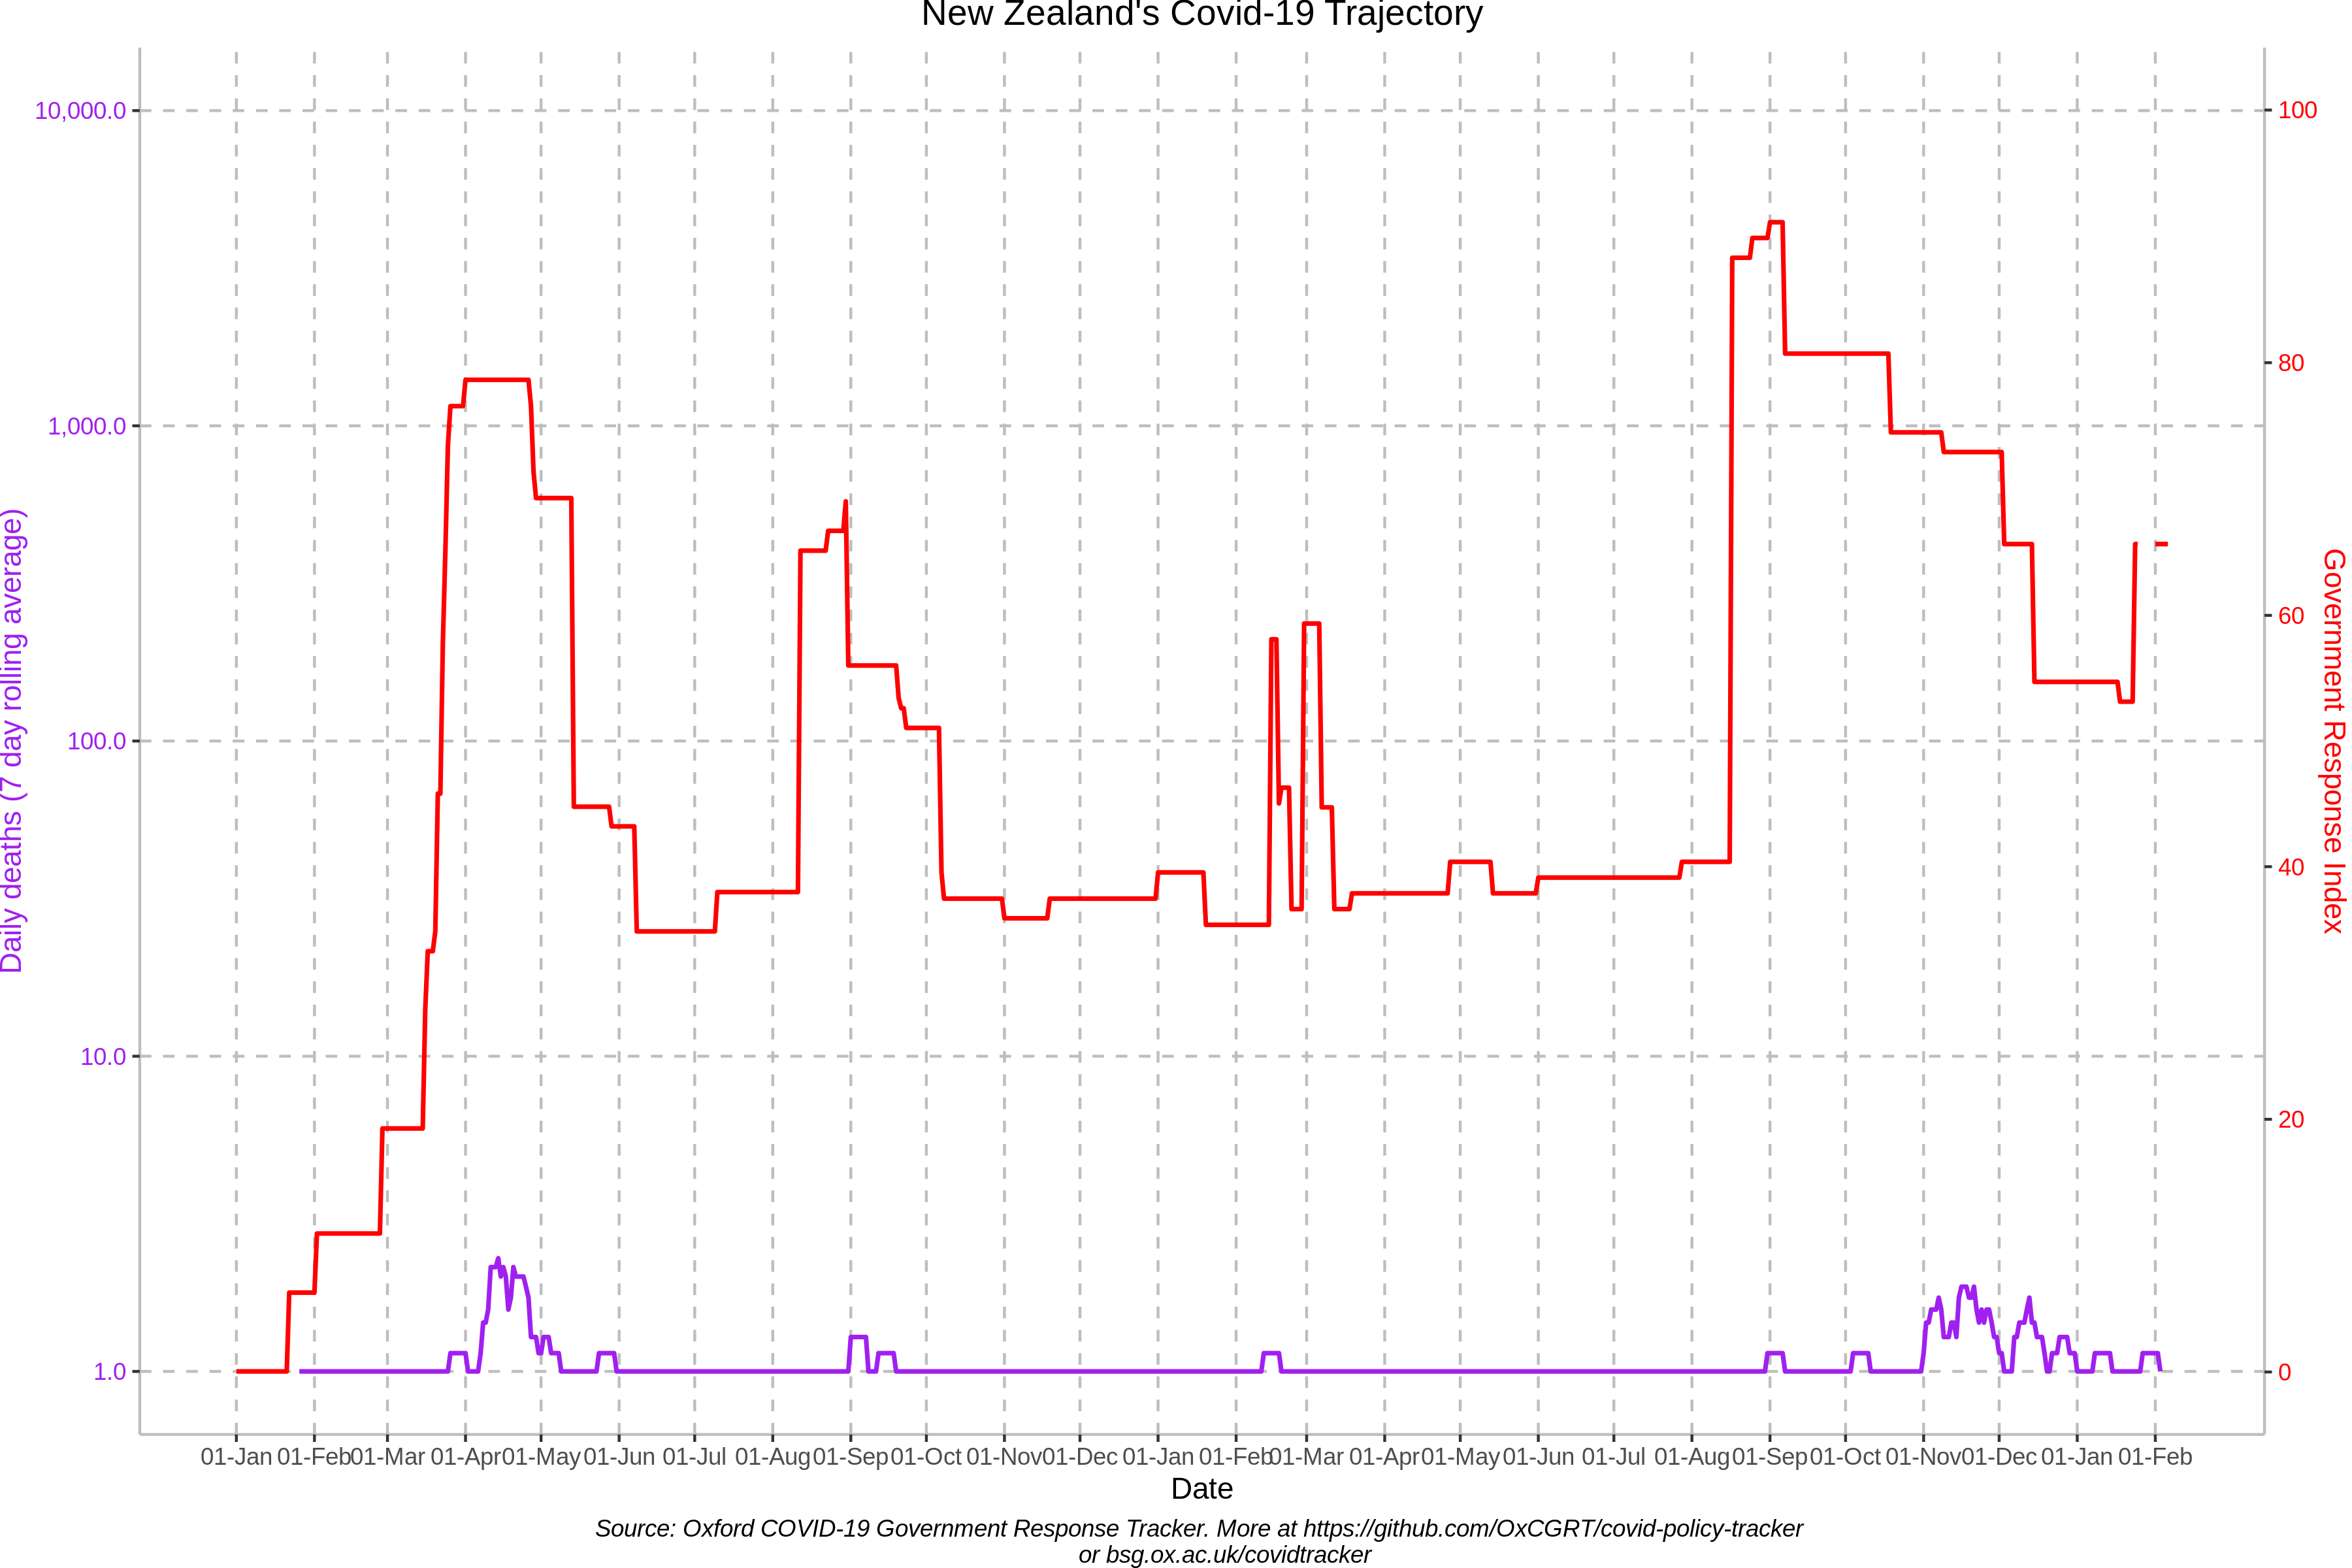 New Zealand's Covid-19 Trajectory
10,000.0
1,000.0
100.0
10.0
1.0
Daily deaths (7 day rolling average)
100
80
60
40
20
0
Government Response Index
01-Jan 01-Feb 01-Mar 01-Apr 01-May 01-Jun 01-Jul 01-Aug 01-Sep 01-Oct 01-Nov 01-Dec 01-Jan 01-Feb 01-Mar 01-Apr 01-May 01-Jun 01-Jul 01-Aug 01-Sep 01-Oct 01-Nov 01-Dec 01-Jan 01-Feb
Date
Source: Oxford COVID-19 Government Response Tracker. More at https://github.com/OxCGRT/covid-policy-tracker
or bsg.ox.ac.uk/covidtracker